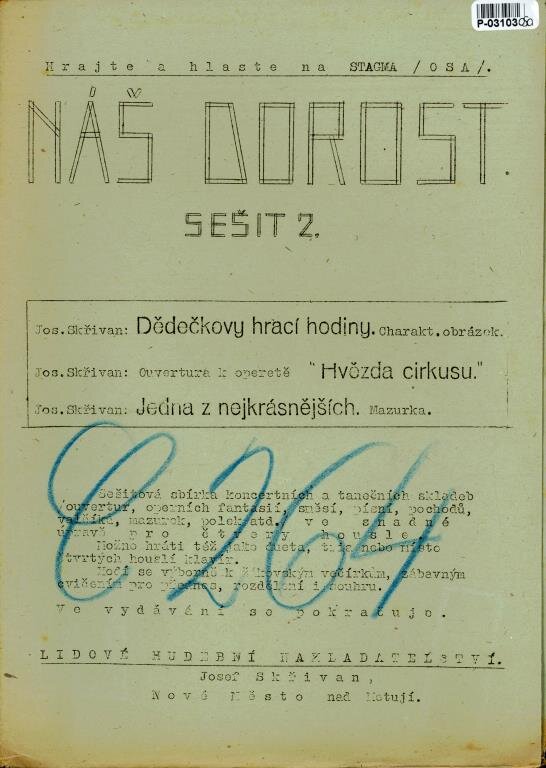 P-031030
Hrajte a hlaste na STAGMA /OSA/.
NÁŠ DOROST.
SEŠIT 2.
Jos.Skřivan: Dědečkovy hrací hodiny. Charakt.obrázek.
Jos.Skřivan: Ouvertura k operetě "Hvězda cirkusu."
Jos.Skřivan: Jedna z nejkrásnějších. Mazurka.
C 264
Sešitová sbírka koncertních a tanečních skladeb
/ouvertur, operních fantasií, směsí, písní, pochodů,
valčíků, mazurek, polek atd. ve snadné
úpravě pro čtvery housle.
Možno hráti též jako dueta, tria nebo místo
čtvrtých houslí klavír.
Hodí se výborně k žákovským večírkům, zábavným
cvičením pro přednes, rozdělení i souhru.
Ve vydávání se pokračuje.
LIDOVÉ HUDEBNÍ NAKLADATELSTVÍ.
Josef Skřivan,
Nové Město nad Metují.